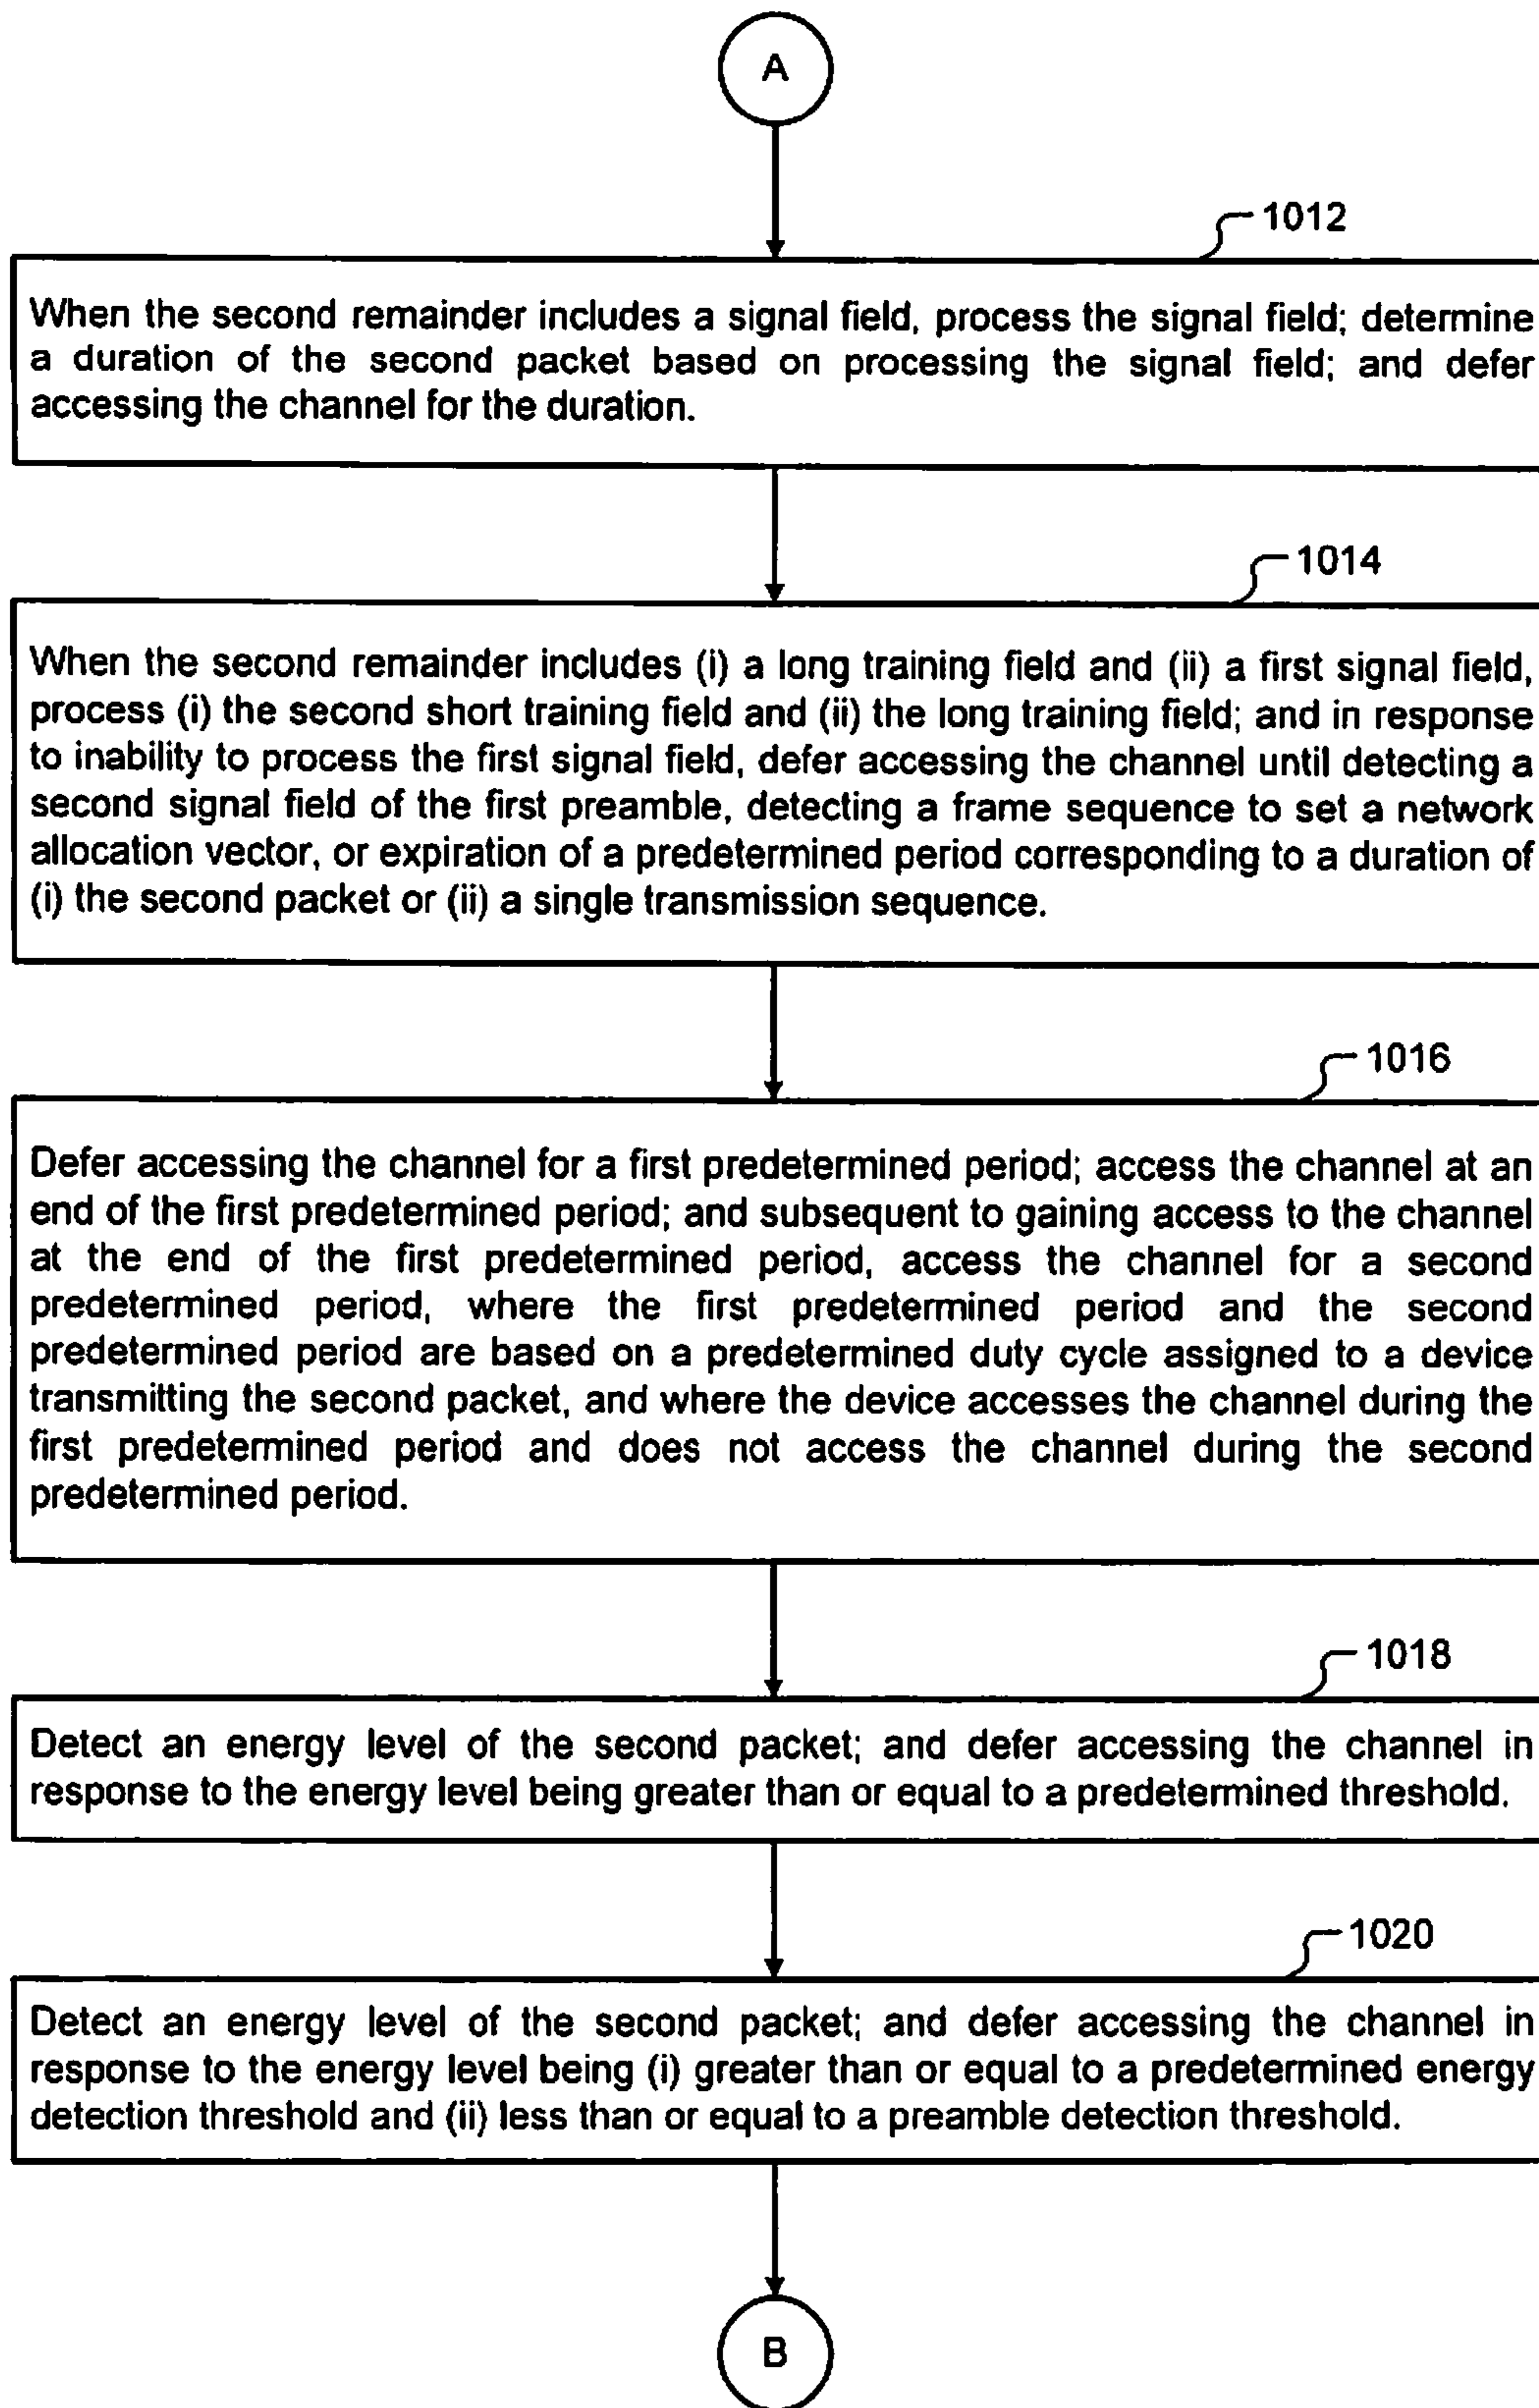 A
1012
When the second remainder includes a signal field, process the signal field; determine
a duration of the second packet based on processing the signal field; and defer
accessing the channel for the duration.
1014
When the second remainder includes (i) a long training field and (ii) a first signal field,
process (i) the second short training field and (ii) the long training field; and in response
to inability to process the first signal field, defer accessing the channel until detecting a
second signal field of the first preamble, detecting a frame sequence to set a network
allocation vector, or expiration of a predetermined period corresponding to a duration of
(i) the second packet or (ii) a single transmission sequence.
1016
Defer accessing the channel for a first predetermined period; access the channel at an
end of the first predetermined period; and subsequent to gaining access to the channel
at the end of the first predetermined period, access the channel for a second
predetermined period, where the first predetermined period and the second
predetermined period are based on a predetermined duty cycle assigned to a device
transmitting the second packet, and where the device accesses the channel during the
first predetermined period and does not access the channel during the second
predetermined period.
1018
Detect an energy level of the second packet; and defer accessing the channel in
response to the energy level being greater than or equal to a predetermined threshold.
1020
Detect an energy level of the second packet; and defer accessing the channel in
response to the energy level being (i) greater than or equal to a predetermined energy
detection threshold and (ii) less than or equal to a preamble detection threshold.
B